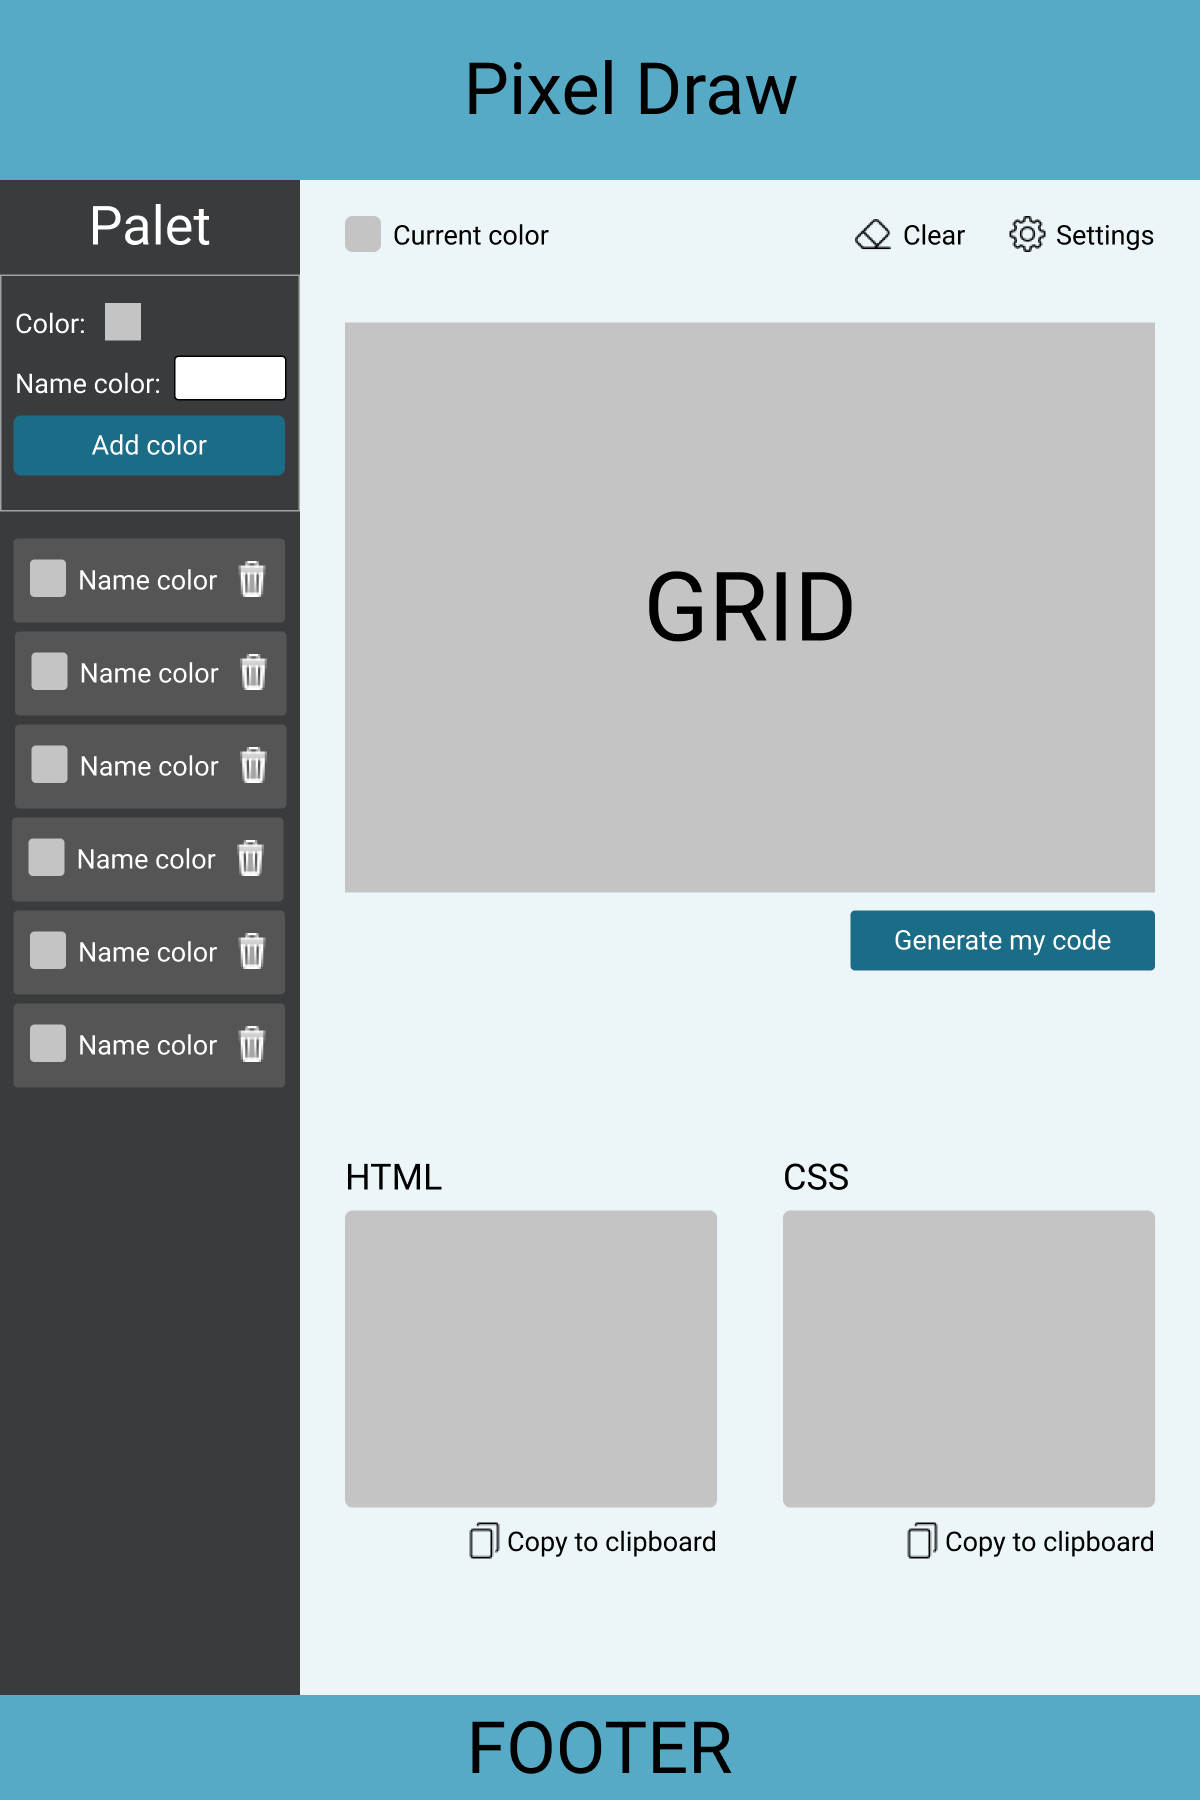 Pixel Draw
Palet
Color:
Name color:
Add color
Name color
Name color
Name color
Name color
Name color
Name color
Current color
Clear
Settings
GRID
Generate my code
HTML
CSS
Copy to clipboard
Copy to clipboard
FOOTER